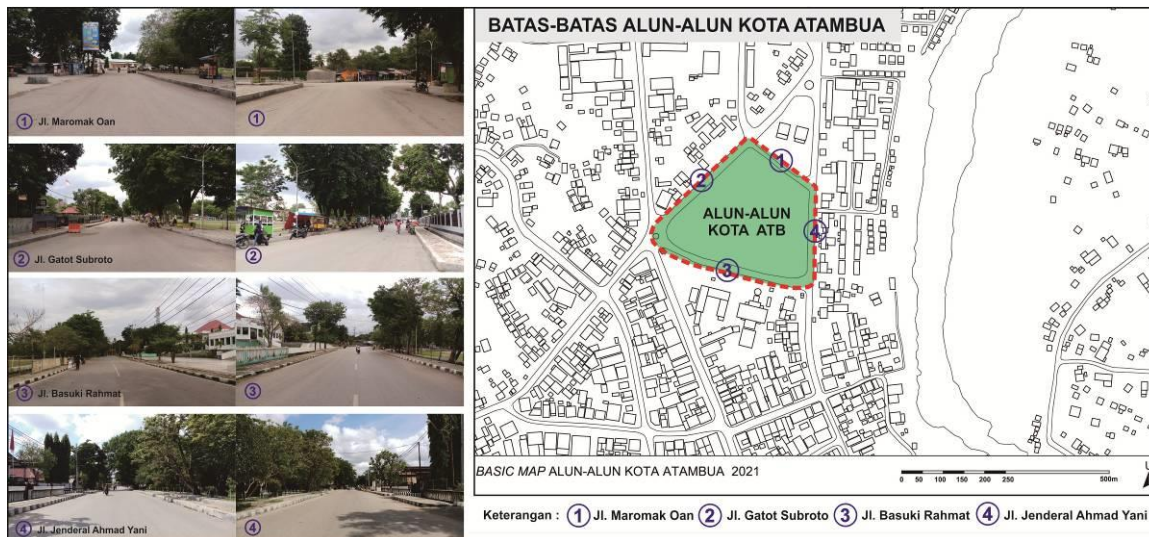 BATAS-BATAS ALUN-ALUN KOTA ATAMBUA
1 Jl. Maromak Oan
1
2 Jl. Gatot Subroto
2
3 Jl. Basuki Rahmat
3
4 Jl. Jenderal Ahmad Yani
4
1
2
ALUN-ALUN
KOTA ATB
4
3
BASIC MAP ALUN-ALUN KOTA ATAMBUA 2021
0 50 100 150 200 250 500m
U
Keterangan : 1 Jl. Maromak Oan 2 Jl. Gatot Subroto 3 Jl. Basuki Rahmat 4 Jl. Jenderal Ahmad Yani